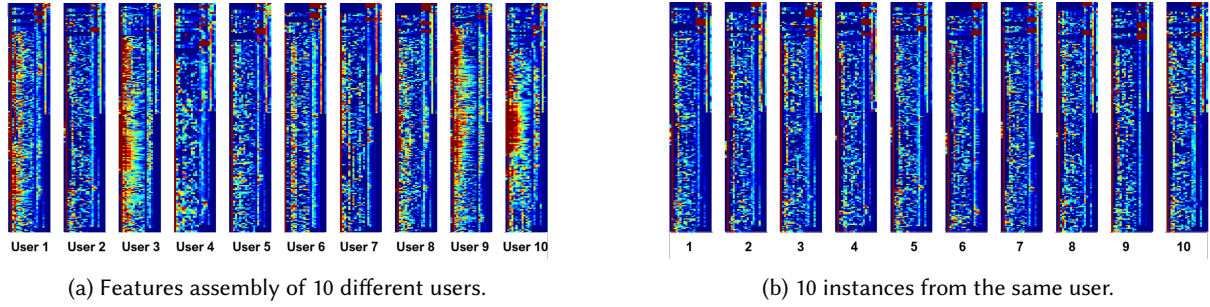 User 1 User 2 User 3 User 4 User 5 User 6 User 7 User 8 User 9 User 10
1 2 3 4 5 6 7 8 9 10
(a) Features assembly of 10 different users.
(b) 10 instances from the same user.